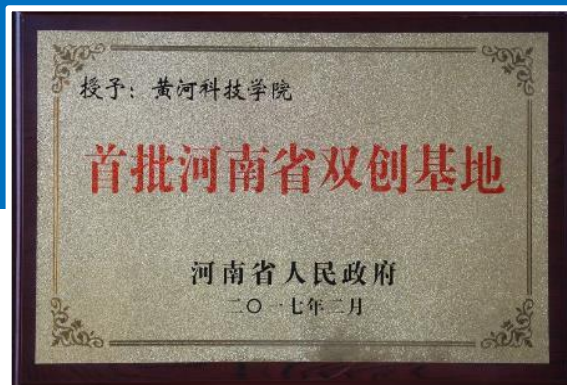 授予：黄河科技学院
首批河南省双创基地
河南省人民政府
二〇一七年二月